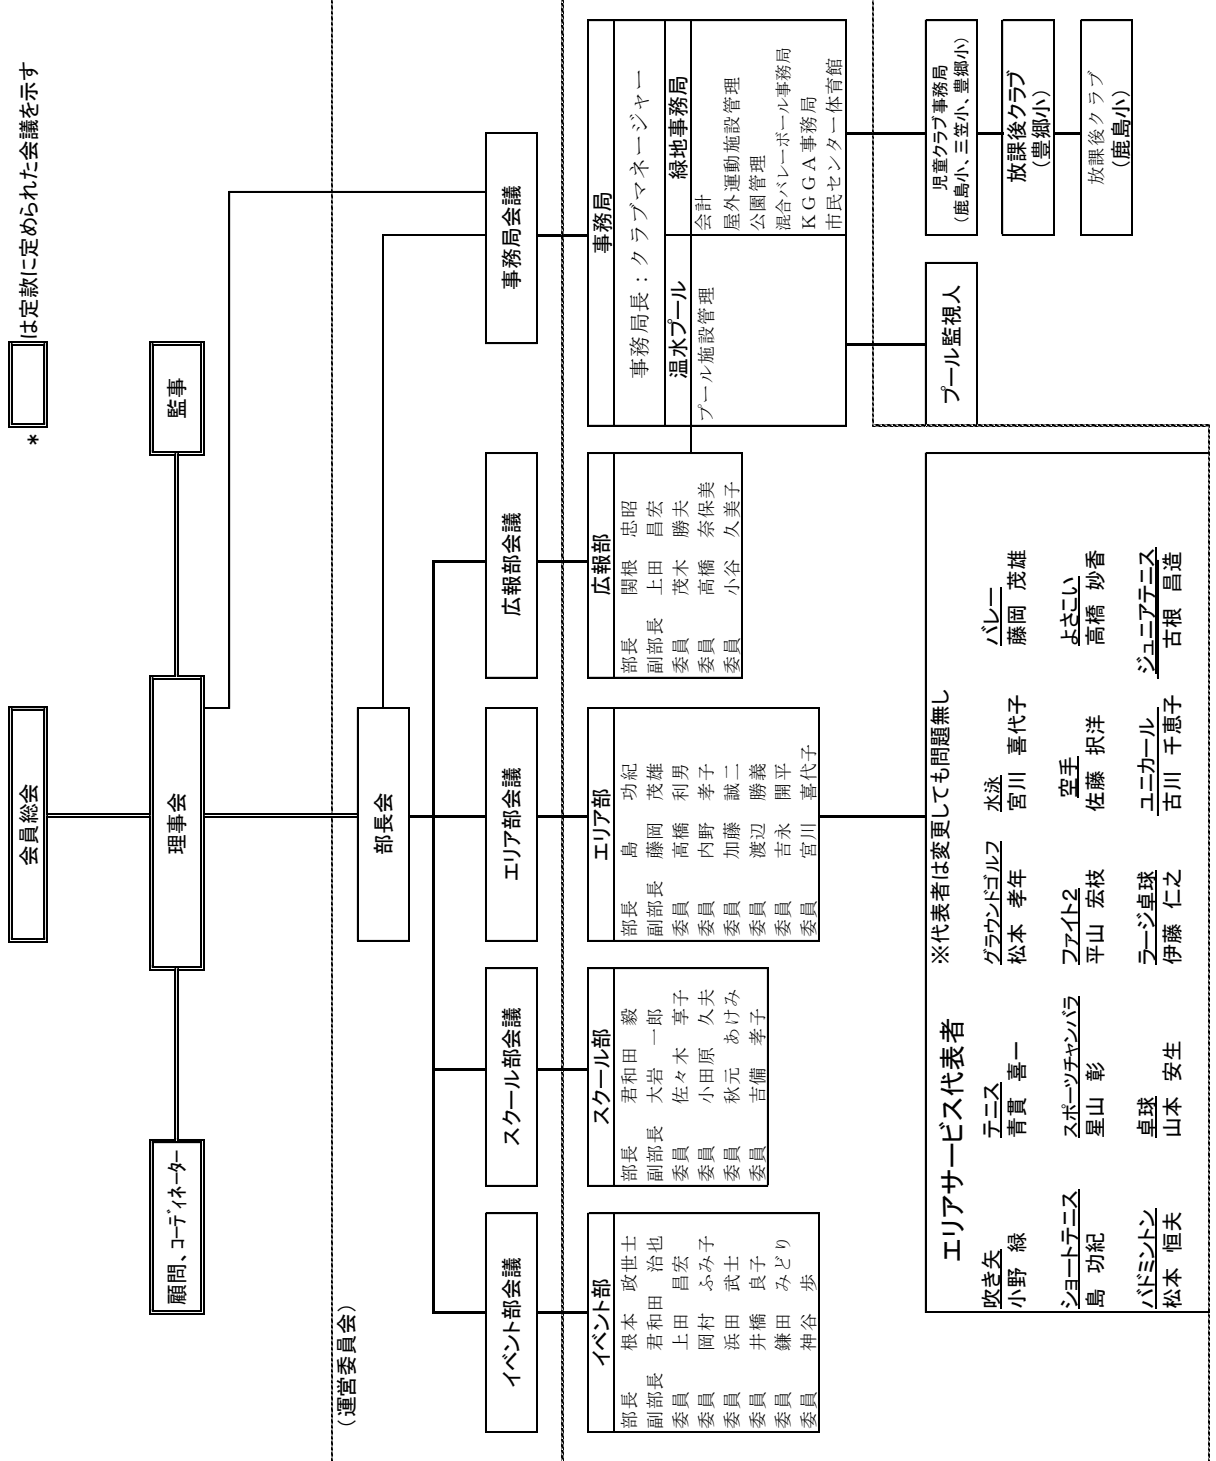 会員総会
＊　は定款に定められた会議を示す
顧問、コーディネーター
理事会
監事
（運営委員会）
部長会
イベント部会議
スクール部会議
エリア部会議
広報部会議
事務局会議
イベント部
部長　根本　政世士
副部長　君和田　治也
委員　上田　昌宏
委員　岡村　ふみ子
委員　浜田　武士
委員　井橋　良子
委員　鎌田　みどり
委員　神谷　歩
スクール部
部長　君和田　毅
副部長　大岩　一郎
委員　佐々木　享子
委員　小田原　久夫
委員　秋元　あけみ
委員　吉備　孝子
エリア部
部長　島　功紀
副部長　藤岡　茂雄
委員　高橋　利男
委員　内野　孝子
委員　加藤　誠二
委員　渡辺　勝義
委員　吉永　開平
委員　宮川　喜代子
広報部
部長　関根　忠昭
副部長　上田　昌宏
委員　茂木　勝夫
委員　高橋　奈保美
委員　小谷　久美子
事務局
事務局長：クラブマネージャー
温水プール
プール施設管理
緑地事務局
会計
屋外運動施設管理
公園管理
混合バレーボール事務局
ＫＧＧＡ事務局
市民センター体育館
プール監視人
児童クラブ事務局
（鹿島小、三笠小、豊郷小）
放課後クラブ
（豊郷小）
放課後クラブ
（鹿島小）
エリアサービス代表者　※代表者は変更しても問題無し
吹き矢　テニス　グラウンドゴルフ　水泳　バレー
小野　緑　青貫　喜一　松本　孝年　宮川　喜代子　藤岡　茂雄
ショートテニス　スポーツチャンバラ　ファイト２　空手　よさこい
島　功紀　星山　彰　平山　宏枝　佐藤　択洋　高橋　妙香
バドミントン　卓球　ラージ卓球　ユニカール　ジュニアテニス
松本　恒夫　山本　安生　伊藤　仁之　古川　千恵子　古根　昌造